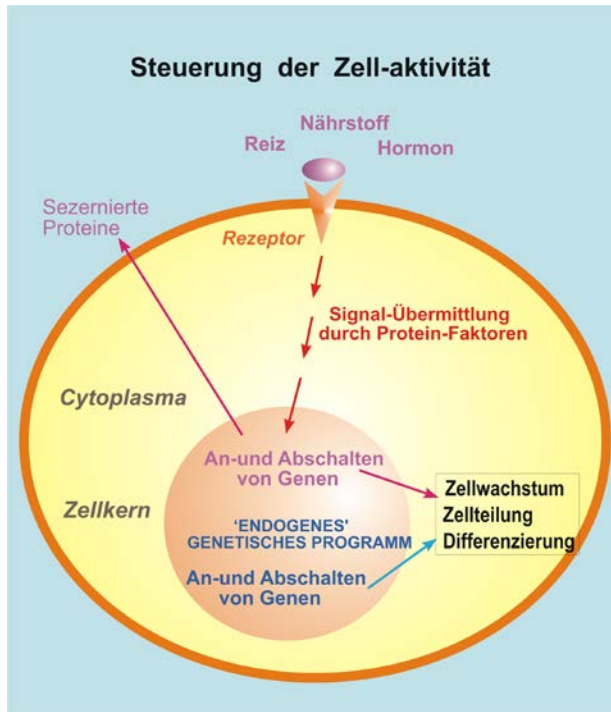 Steuerung der Zell-aktivität
Nährstoff
Reiz
Hormon
Sezernierte
Proteine
Rezeptor
Signal-Übermittlung
durch Protein-Faktoren
Cytoplasma
An-und Abschalten
von Genen
Zellwachstum
Zellteilung
Differenzierung
Zellkern
'ENDOGENES'
GENETISCHES PROGRAMM
An-und Abschalten
von Genen